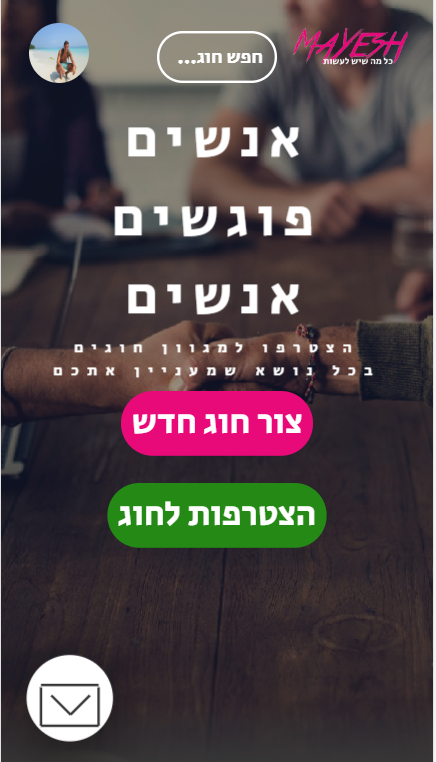 MAYESH
כל מה שיש לעשות
חפש חוג...
אנשים
פוגשים
אנשים
הצטרפו למגוון חוגים
בכל נושא שמעניין אתכם
צור חוג חדש
הצטרפות לחוג